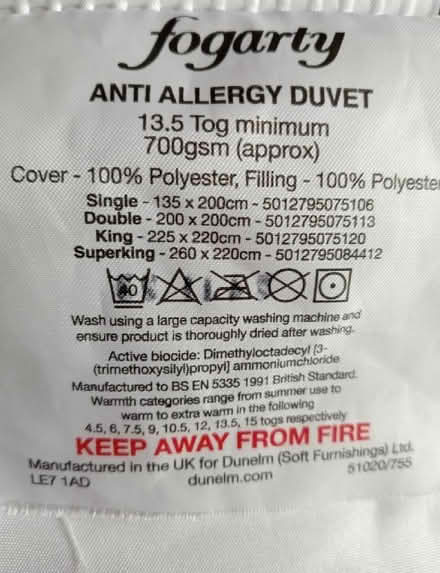 fogarty
ANTI ALLERGY DUVET
13.5 Tog minimum
700gsm (approx)
Cover - 100% Polyester, Filling - 100% Polyester
Single - 135 x 200cm - 5012795075106
Double - 200 x 200cm - 5012795075113
King - 225 x 220cm - 5012795075120
Superking - 260 x 220cm - 5012795084412
40
Wash using a large capacity washing machine and
ensure product is thoroughly dried after washing.
Active biocide: Dimethyloctadecyl [3-
(trimethoxysilyl)propyl] ammoniumchloride
Manufactured to BS EN 5335 1991 British Standard.
Warmth categories range from summer use to
warm to extra warm in the following
4.5, 6, 7.5, 9, 10.5, 12, 13.5, 15 togs respectively
KEEP AWAY FROM FIRE
Manufactured in the UK for Dunelm (Soft Furnishings) Ltd.
LE7 1AD
dunelm.com
51020/755